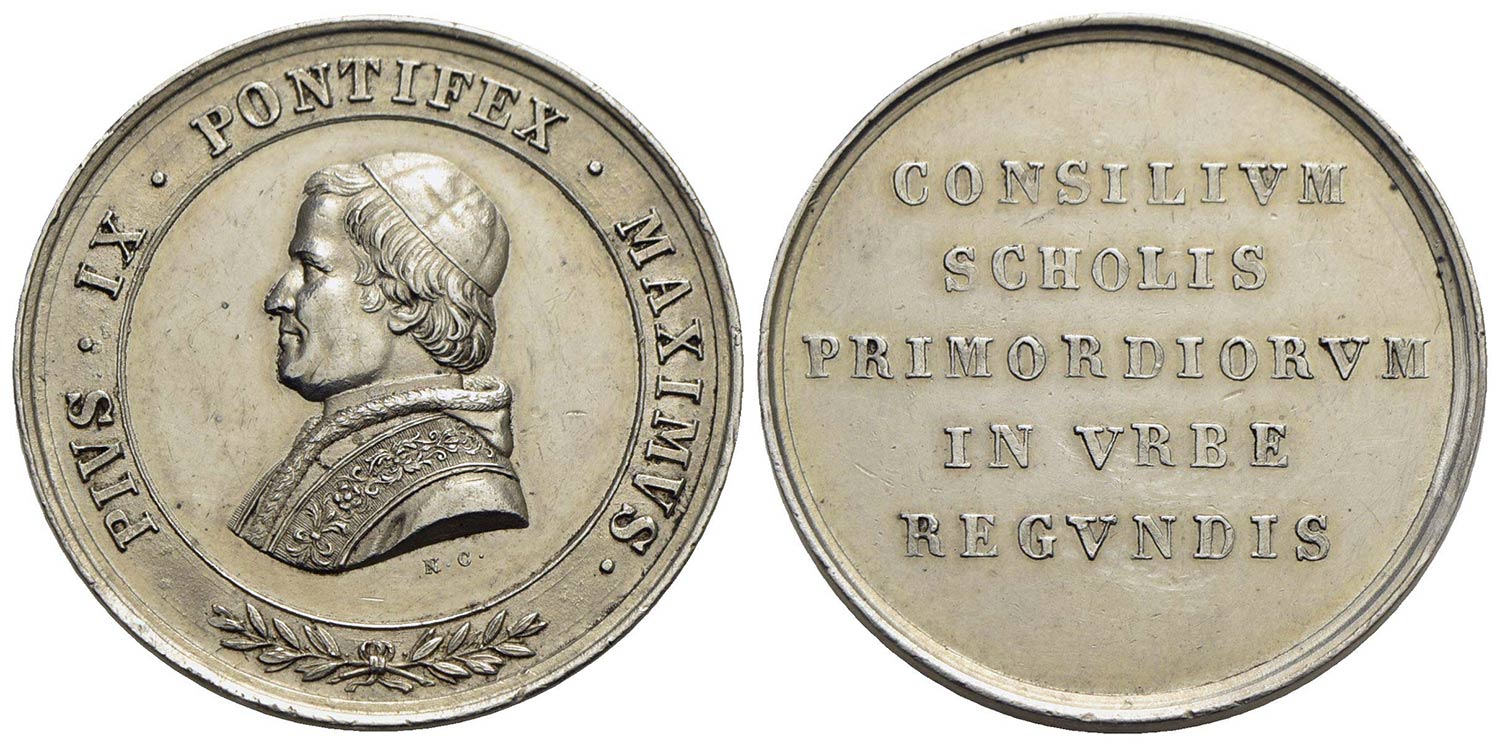 PIVS · IX · PONTIFEX · MAXIMVS ·
N · C ·
CONSILIVM
SCHOLIS
PRIMORDIORVM
IN VRBE
REGVNDIS